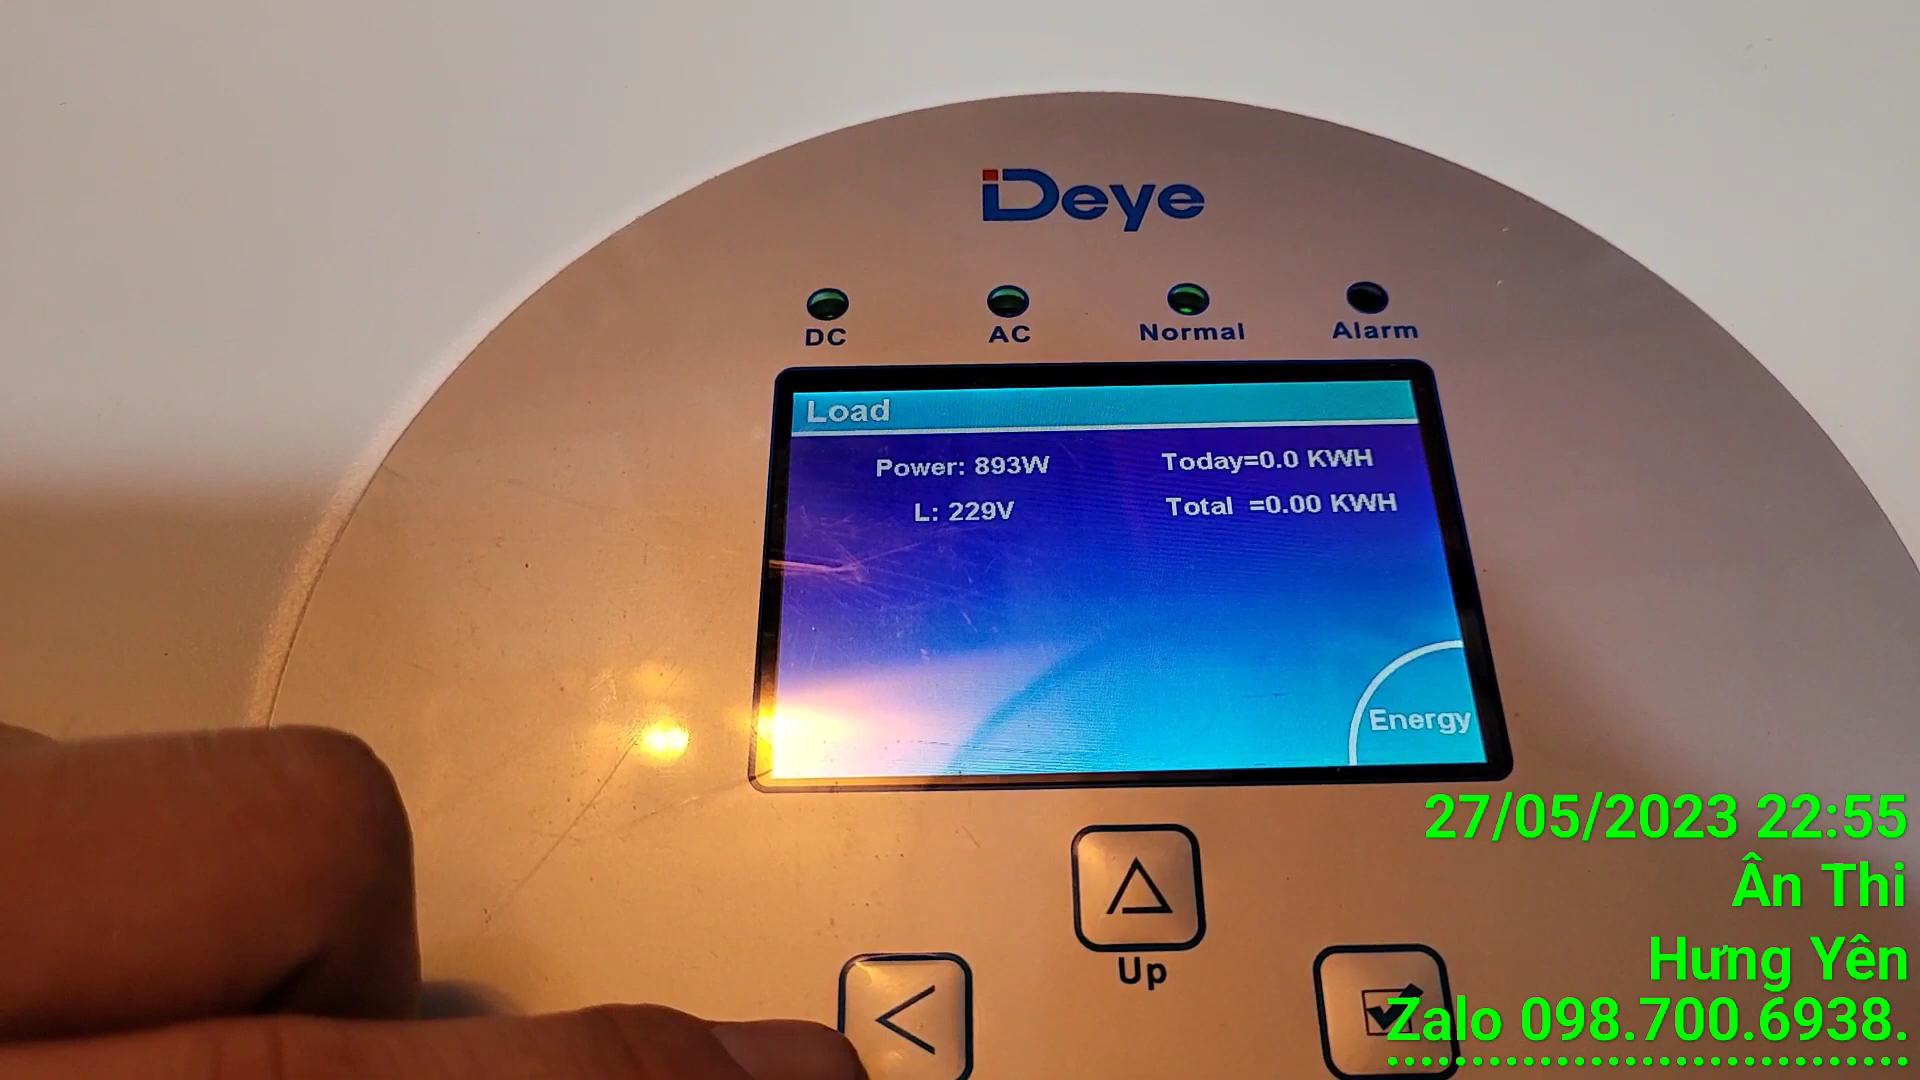 Deye
DC AC Normal Alarm
Load
Power: 893W Today=0.0 KWH
L: 229V Total =0.00 KWH
Energy
Up
27/05/2023 22:55
Ân Thi
Hưng Yên
Zalo 098.700.6938.